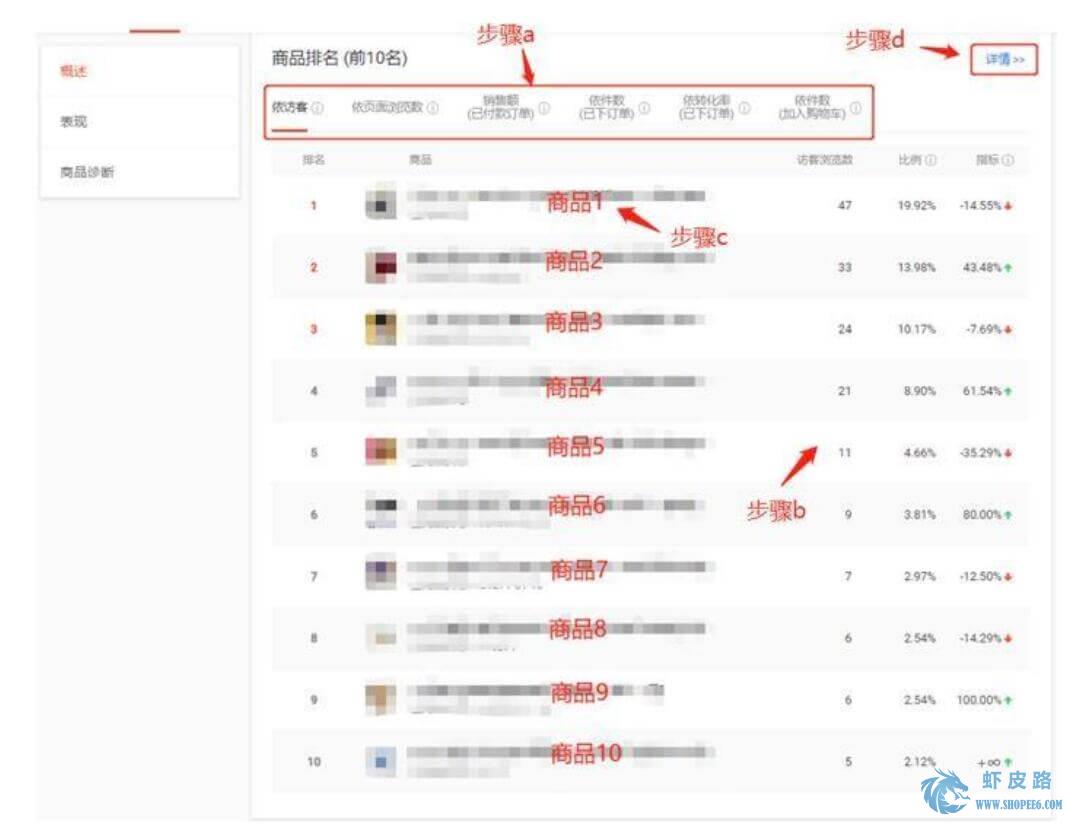 步骤a
步骤d
概述
表现
商品诊断
商品排名 (前10名)
详情 >>
依访客
依页面浏览数
销售额
(已付款订单)
依件数
(已下订单)
依转化率
(已下订单)
依件数
(加入购物车)
排名 商品 访客浏览数 比例 指标
1 商品1 47 19.92% -14.55%
步骤c
2 商品2 33 13.98% 43.48%
3 商品3 24 10.17% -7.69%
4 商品4 21 8.90% 61.54%
5 商品5 11 4.66% -35.29%
步骤b
6 商品6 9 3.81% 80.00%
7 商品7 7 2.97% -12.50%
8 商品8 6 2.54% -14.29%
9 商品9 6 2.54% 100.00%
10 商品10 5 2.12% +∞
虾皮路
WWW.SHOPEE6.COM